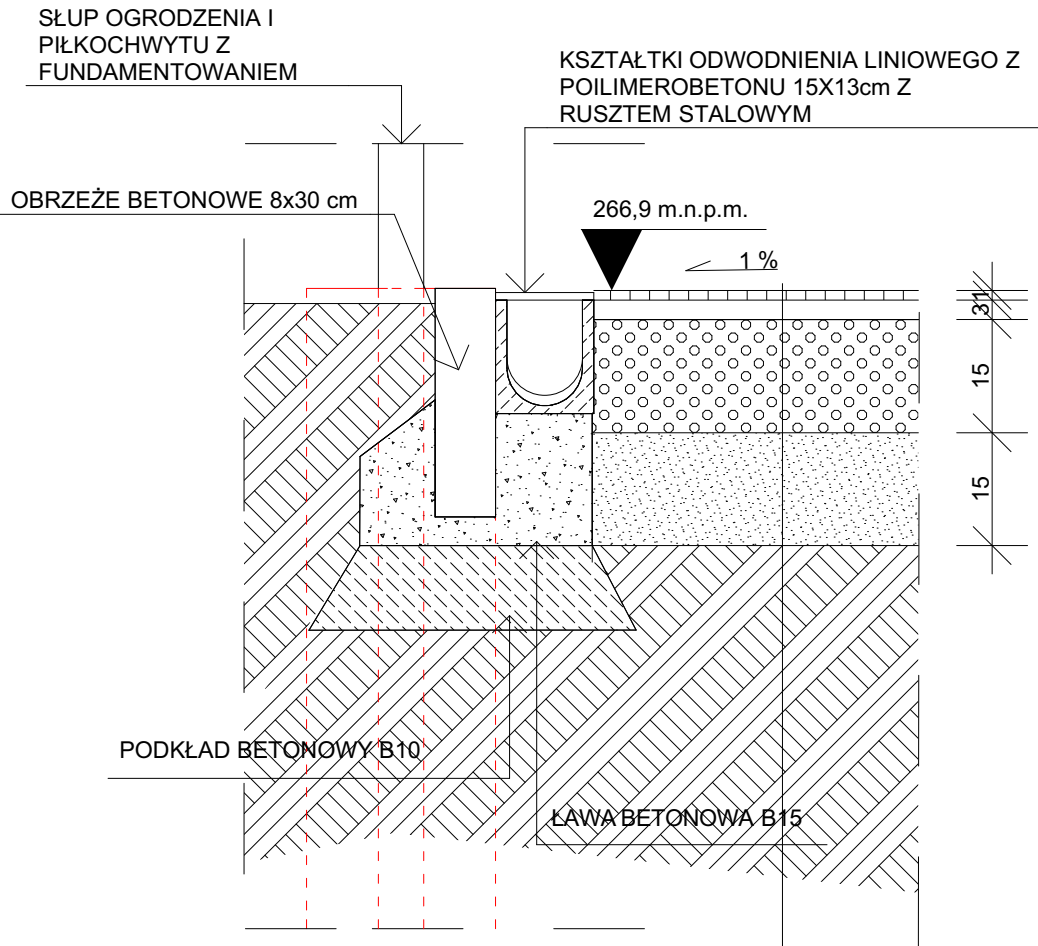 SŁUP OGRODZENIA I
PIŁKOCHWYTU Z
FUNDAMENTOWANIEM
KSZTAŁTKI ODWODNIENIA LINIOWEGO Z
POILIMEROBETONU 15X13cm Z
RUSZTEM STALOWYM
OBRZEŻE BETONOWE 8x30 cm
266,9 m.n.p.m.
1 %
31
15
15
PODKŁAD BETONOWY B10
ŁAWA BETONOWA B15